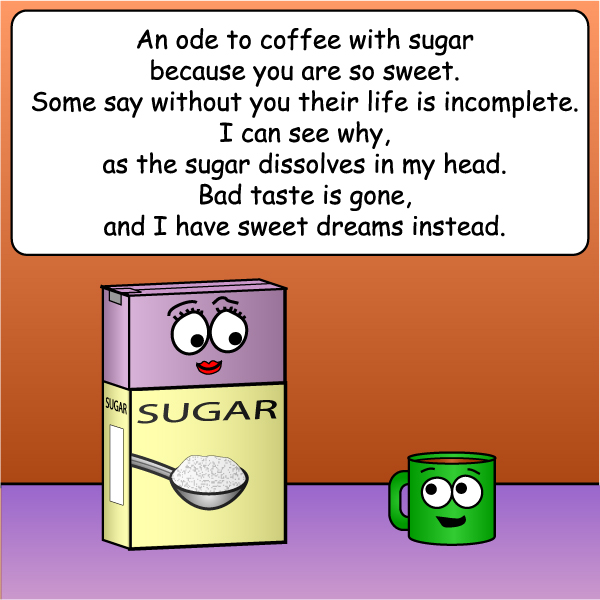 An ode to coffee with sugar
because you are so sweet.
Some say without you their life is incomplete.
I can see why,
as the sugar dissolves in my head.
Bad taste is gone,
and I have sweet dreams instead.
SUGAR
SUGAR